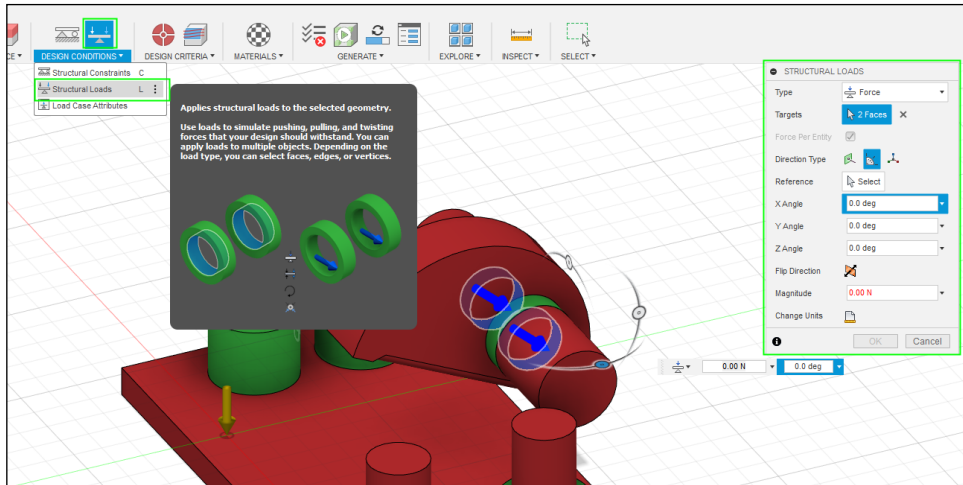 CE ▾
DESIGN CONDITIONS ▾
DESIGN CRITERIA ▾
MATERIALS ▾
GENERATE ▾
EXPLORE ▾
INSPECT ▾
SELECT ▾
Structural Constraints C
Structural Loads L
Load Case Attributes
Applies structural loads to the selected geometry.
Use loads to simulate pushing, pulling, and twisting
forces that your design should withstand. You can
apply loads to multiple objects. Depending on the
load type, you can select faces, edges, or vertices.
STRUCTURAL LOADS
Type Force
Targets 2 Faces
Force Per Entity
Direction Type
Reference Select
X Angle 0.0 deg
Y Angle 0.0 deg
Z Angle 0.0 deg
Flip Direction
Magnitude 0.00 N
Change Units
OK Cancel
0.00 N 0.0 deg